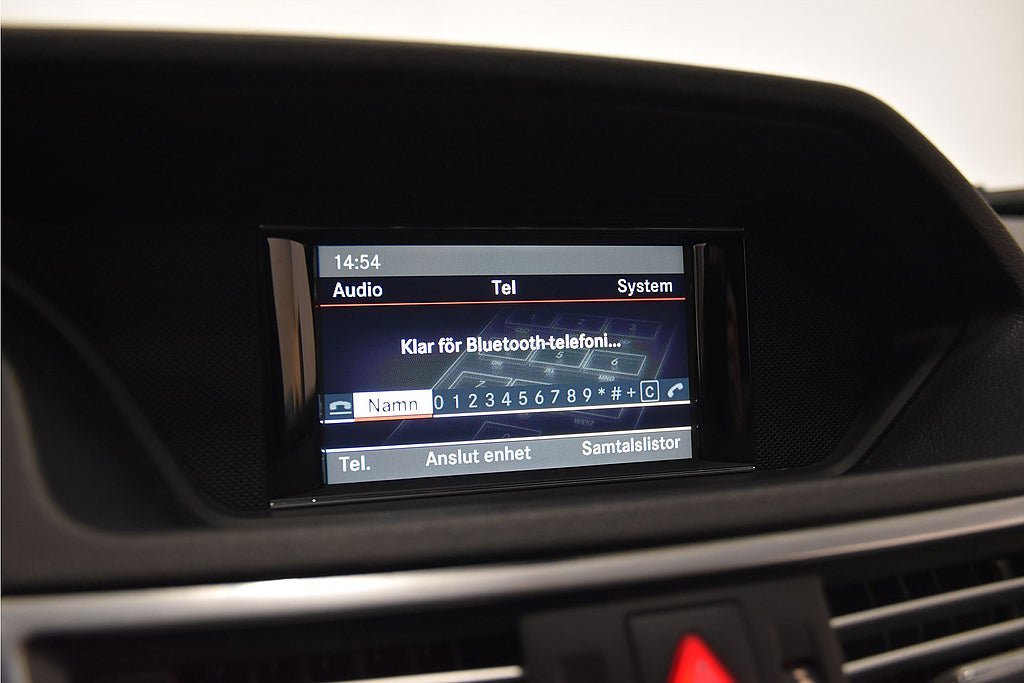 14:54
Audio Tel System
Klar för Bluetooth-telefoni...
Namn 0 1 2 3 4 5 6 7 8 9 * # + C
Tel. Anslut enhet Samtalslistor